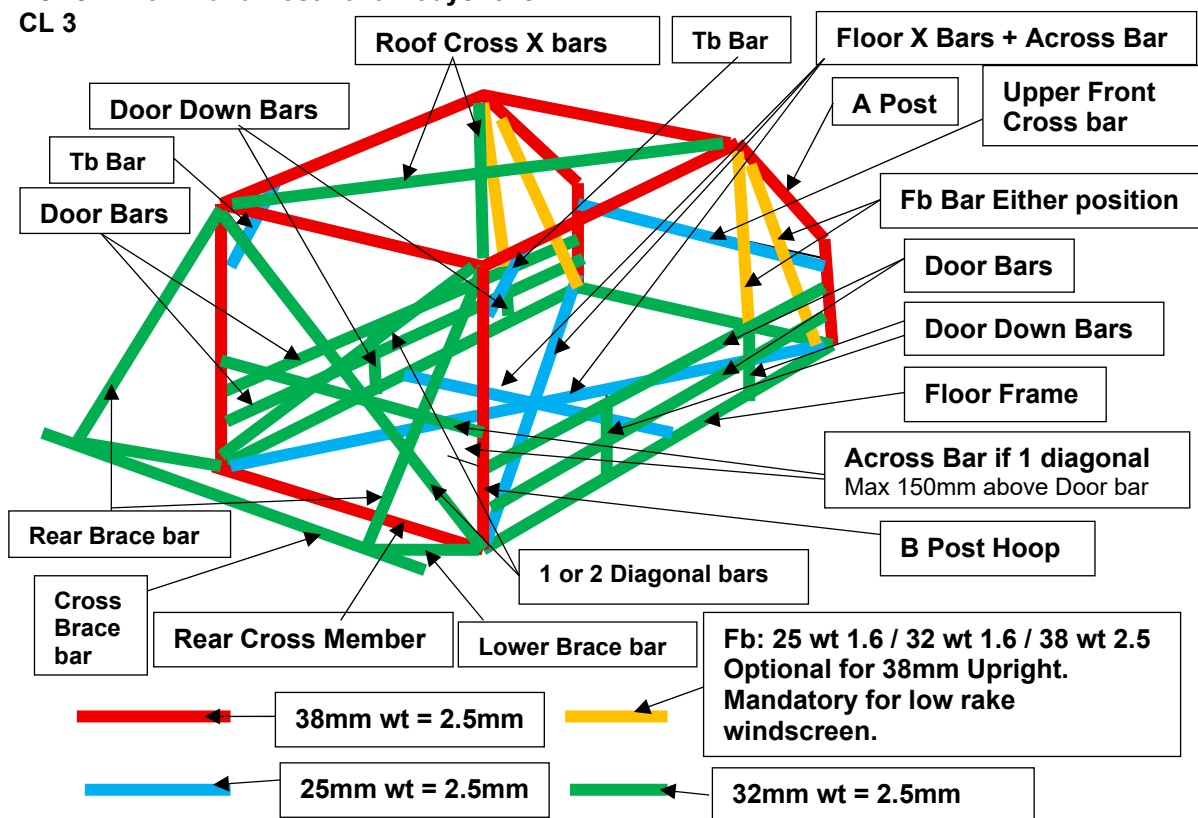 CL 3
Roof Cross X bars
Tb Bar
Floor X Bars + Across Bar
Door Down Bars
A Post
Upper Front
Cross bar
Tb Bar
Door Bars
Fb Bar Either position
Door Bars
Door Down Bars
Floor Frame
Across Bar if 1 diagonal
Max 150mm above Door bar
Rear Brace bar
B Post Hoop
1 or 2 Diagonal bars
Cross
Brace
bar
Rear Cross Member
Lower Brace bar
Fb: 25 wt 1.6 / 32 wt 1.6 / 38 wt 2.5
Optional for 38mm Upright.
Mandatory for low rake
windscreen.
38mm wt = 2.5mm
25mm wt = 2.5mm
32mm wt = 2.5mm